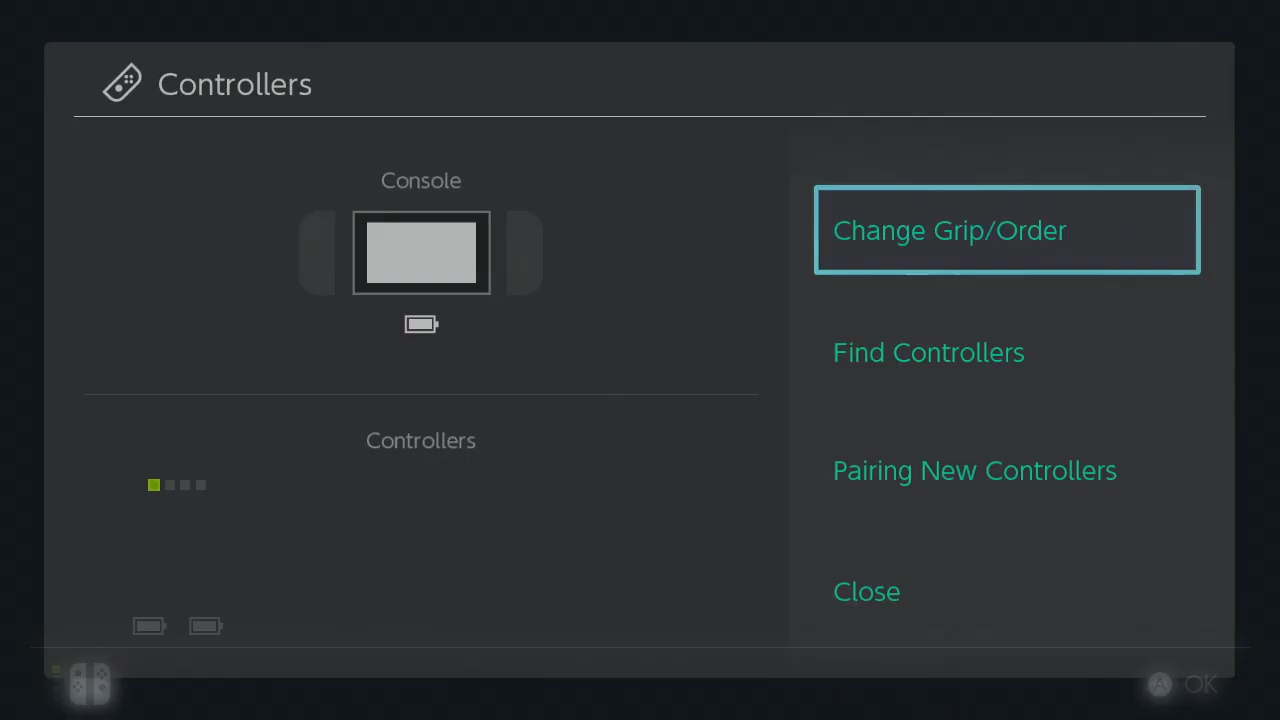 Controllers
Console
Change Grip/Order
Find Controllers
Controllers
Pairing New Controllers
Close
A OK